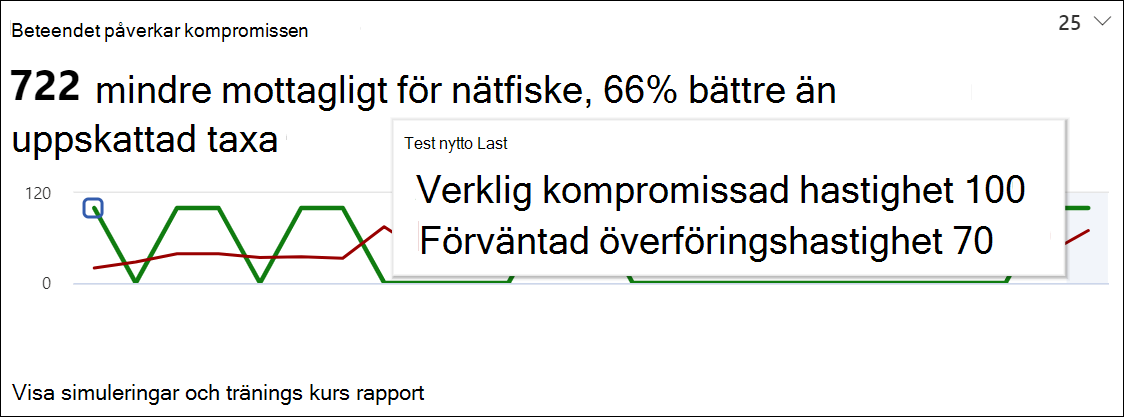 Beteendet påverkar kompromissen
25
722 mindre mottagligt för nätfiske, 66% bättre än
uppskattad taxa
Test nytto Last
Verklig kompromissad hastighet 100
Förväntad överföringshastighet 70
120
0
Visa simuleringar och tränings kurs rapport